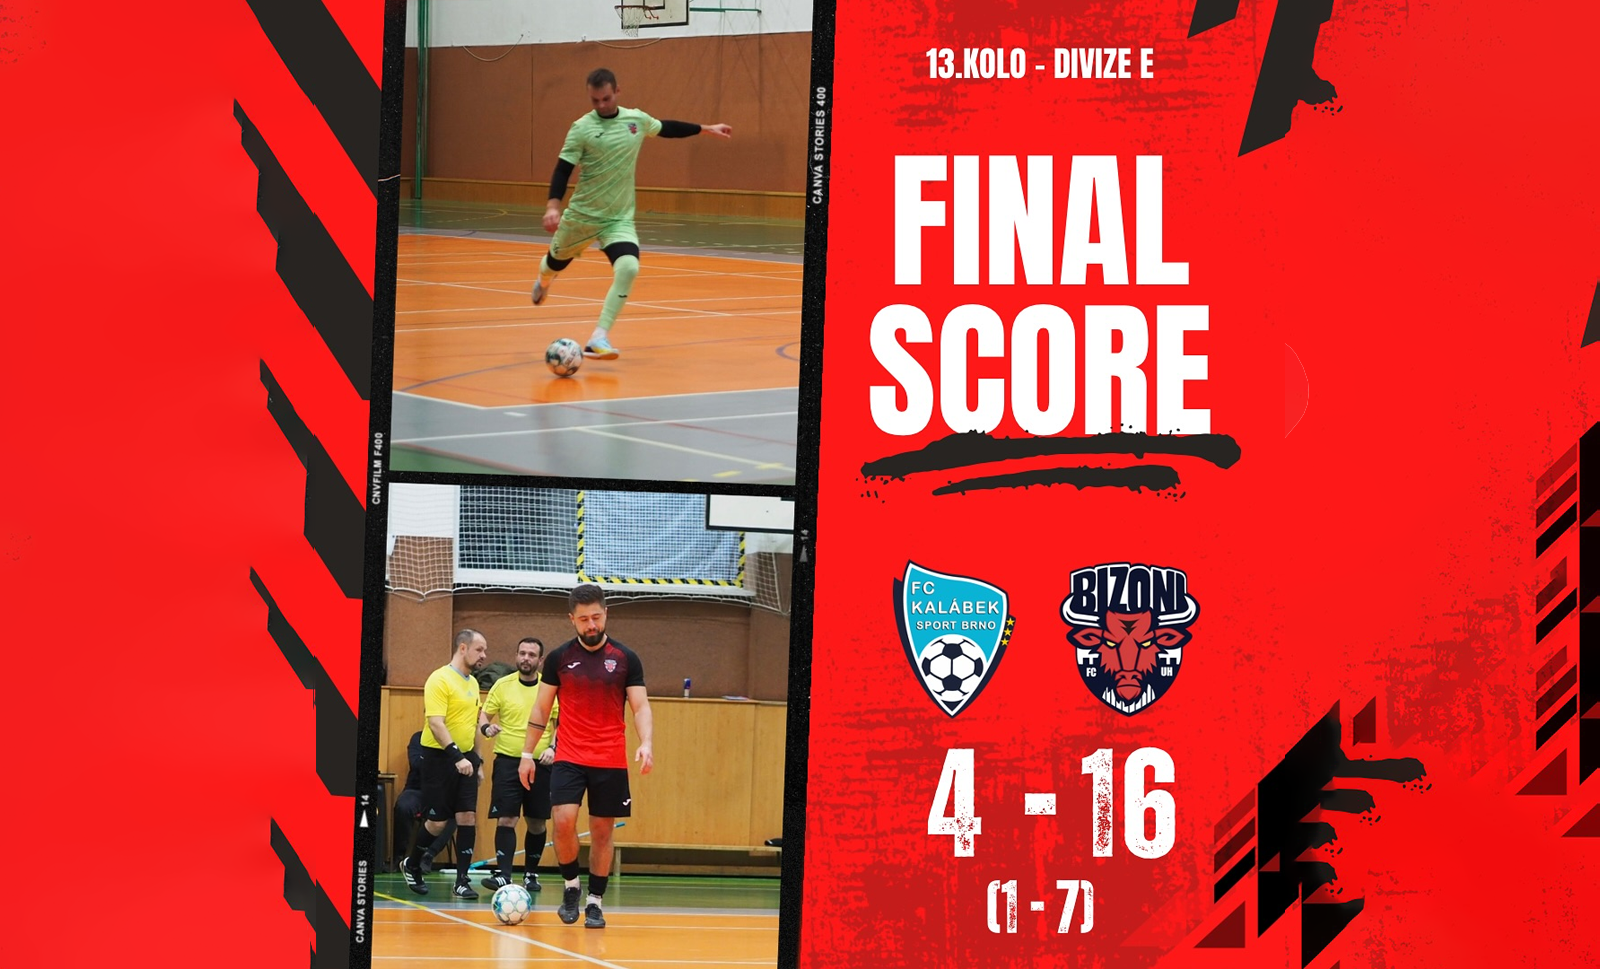 13.KOLO - DIVIZE E
FINAL
SCORE
FC
KALÁBEK
SPORT BRNO
BIZONI
FC UH
4 - 16
(1 - 7)
CANVA STORIES 400
CNVFILM F400
14
14
CANVA STORIES